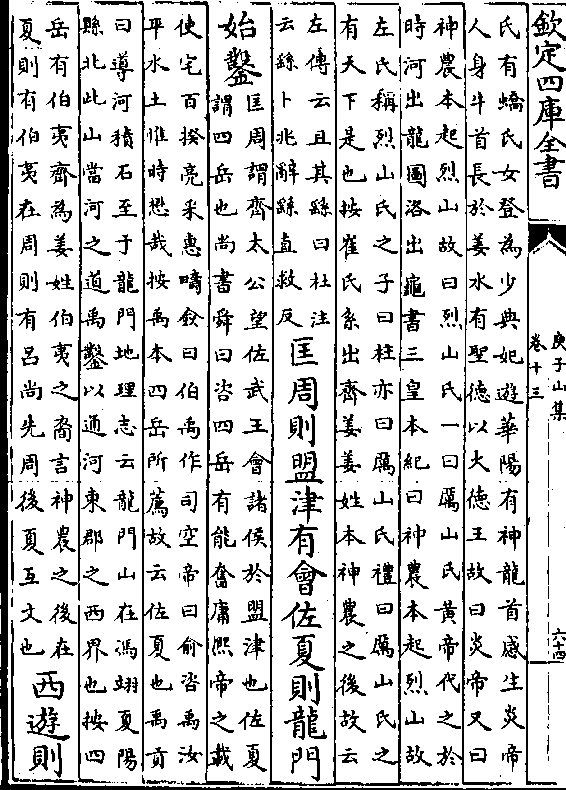 欽定四庫全書
庚子山集
卷十三
六十四
氏有蟜氏女登為少典妃遊華陽有神龍首感生炎帝
人身牛首長於姜水有聖德以大德王故曰炎帝又曰
神農本起烈山故曰烈山氏一曰厲山氏黃帝代之於
時河出龍圖洛出龜書三皇本紀曰神農本起烈山故
左氏稱烈山氏之子曰柱亦曰厲山氏禮曰厲山氏之
有天下是也按崔氏系出齊姜姜姓本神農之後故云
左傳云且其繇曰杜注
云繇卜兆辭繇直救反
匡周則盟津有會佐夏則龍門
始鑿
匡周謂齊太公望佐武王會諸侯於盟津也佐夏
謂四岳也尚書舜曰咨四岳有能奮庸熙帝之載
使宅百揆亮采惠疇僉曰伯禹作司空帝曰俞咨禹汝
平水土惟時懋哉按禹本四岳所薦故云佐夏也禹貢
曰導河積石至于龍門地理志云龍門山在馮翊夏陽
縣北此山當河之道禹鑿以通河東郡之西界也按四
岳有伯夷齊為姜姓伯夷之裔言神農之後在
夏則有伯夷在周則有呂尚先周後夏互文也
西遊則